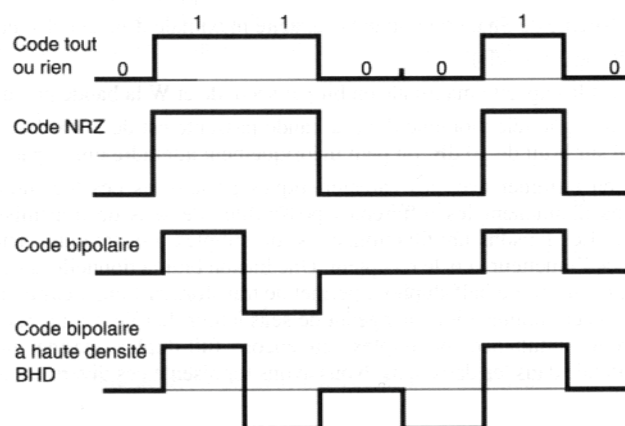 Code tout
ou rien
0 1 1 0 0 1 0
Code NRZ
Code bipolaire
Code bipolaire
à haute densité
BHD